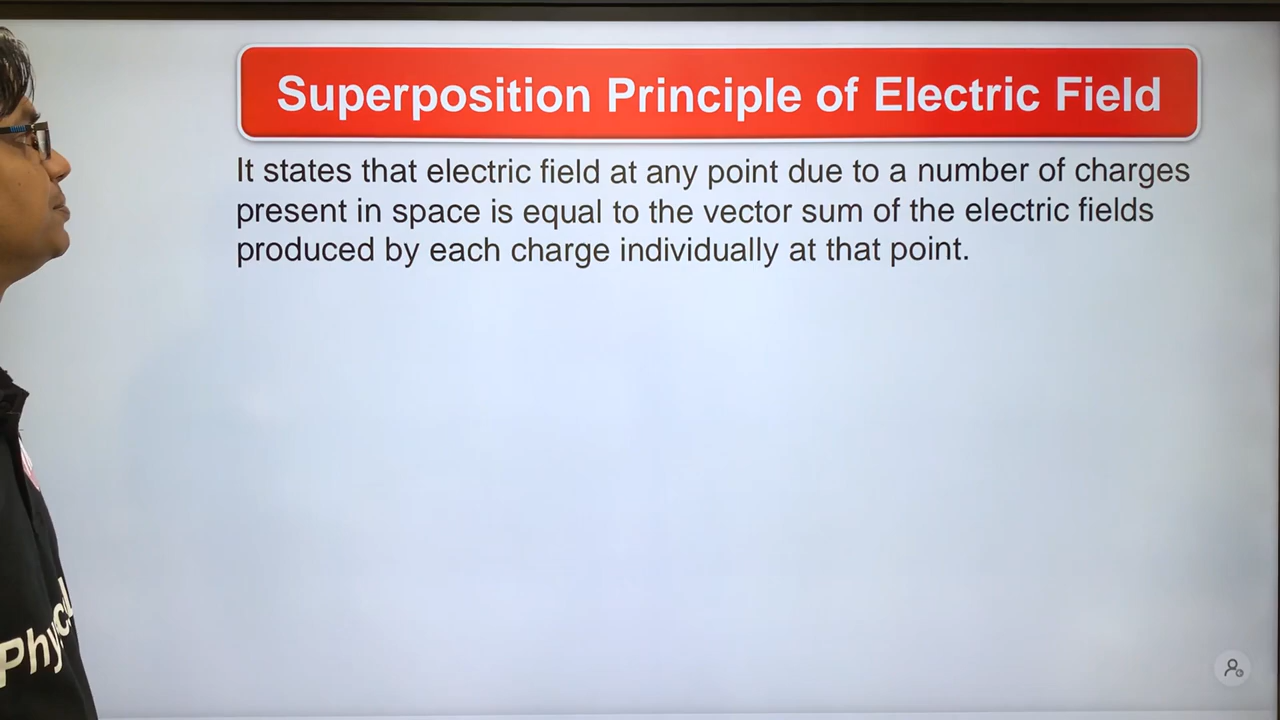 Superposition Principle of Electric Field
It states that electric field at any point due to a number of charges
present in space is equal to the vector sum of the electric fields
produced by each charge individually at that point.